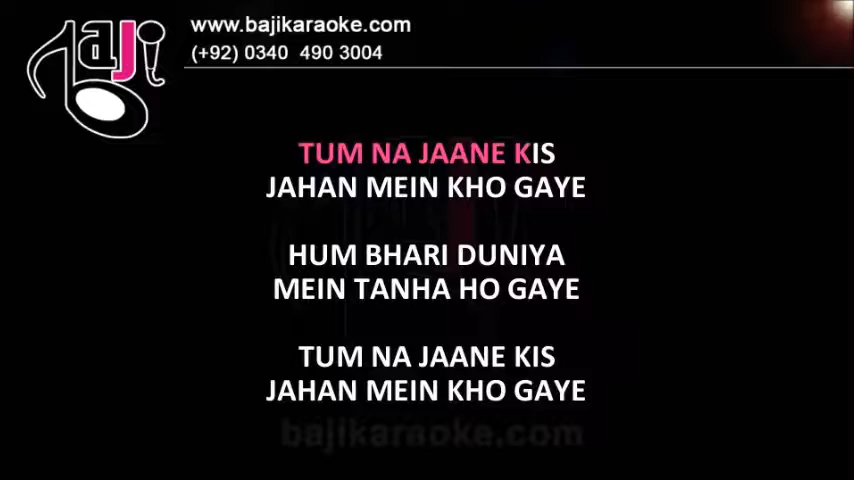 www.bajikaraoke.com
(+92) 0340 490 3004
baji
TUM NA JAANE KIS
JAHAN MEIN KHO GAYE
HUM BHARI DUNIYA
MEIN TANHA HO GAYE
TUM NA JAANE KIS
JAHAN MEIN KHO GAYE
bajikaraoke.com